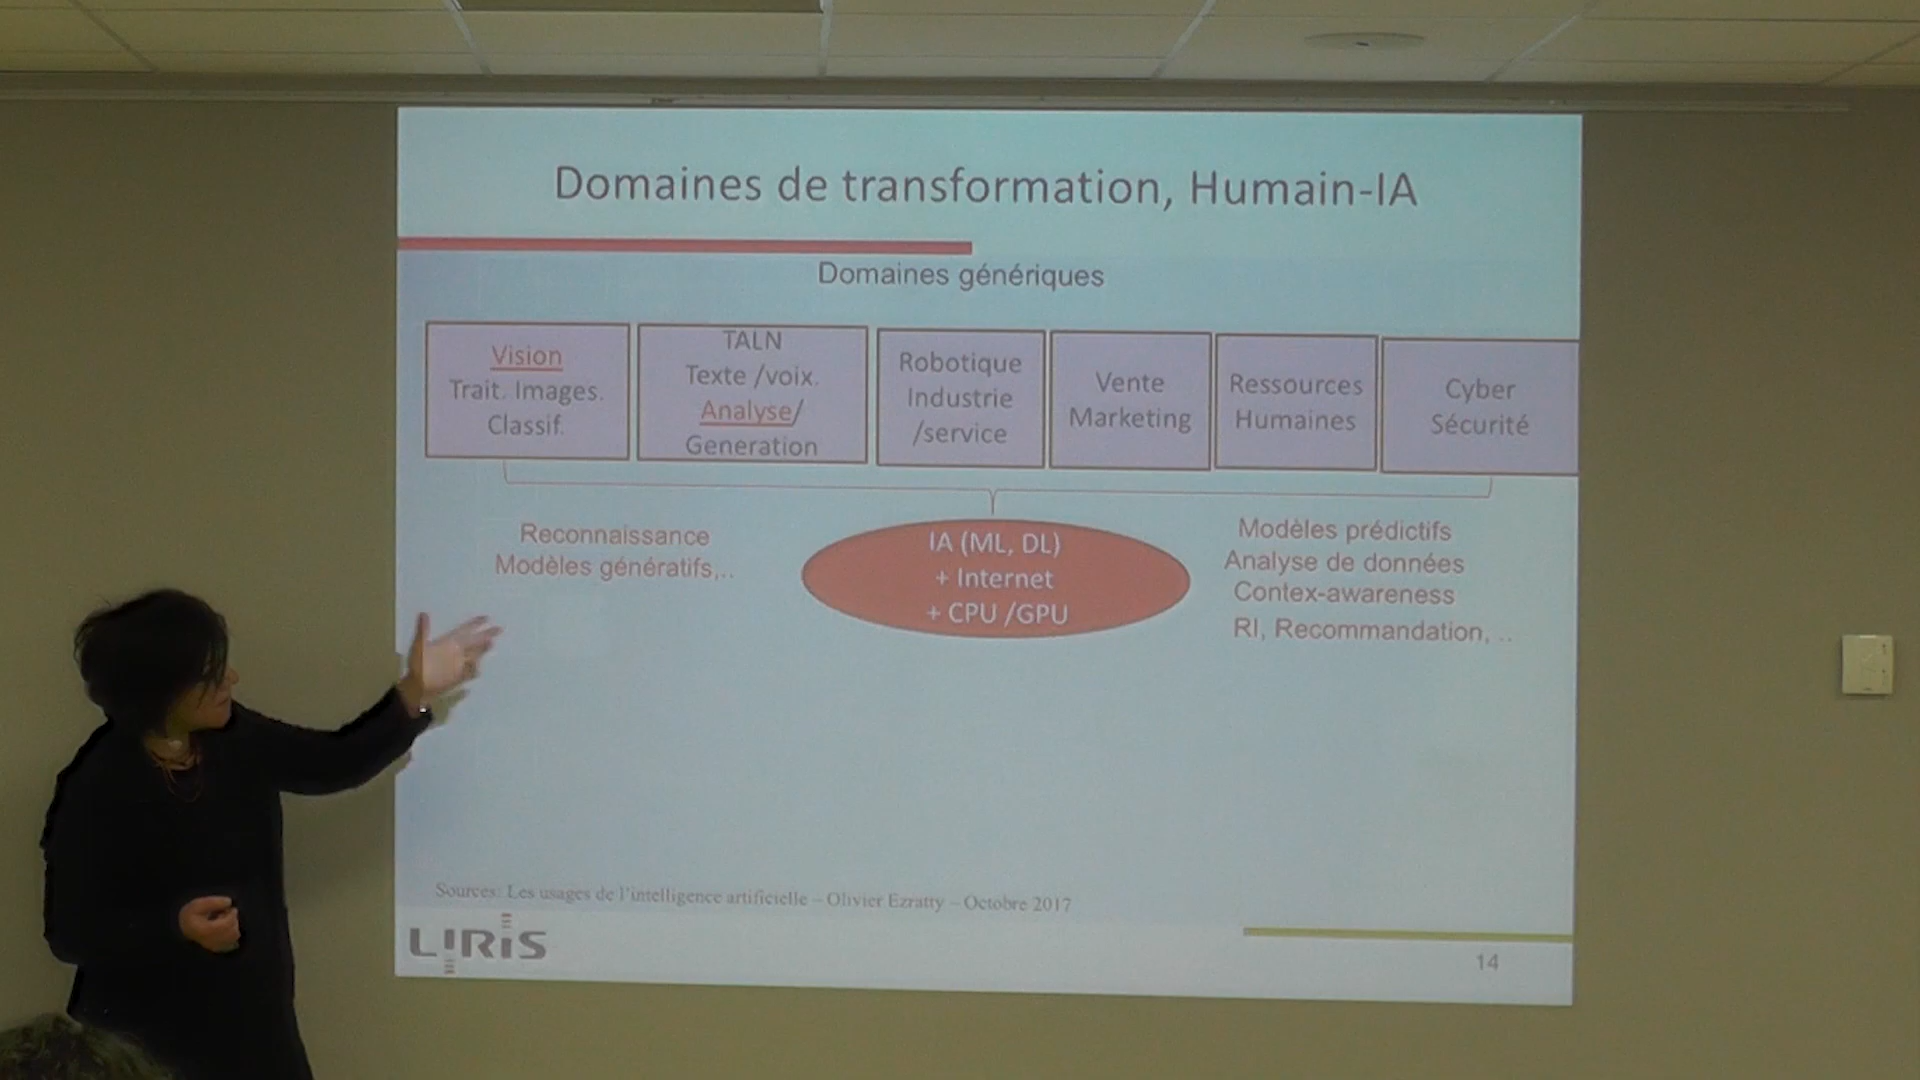 Domaines de transformation, Humain-IA
Domaines génériques
Vision
Trait. Images.
Classif.
TALN
Texte /voix.
Analyse/
Generation
Robotique
Industrie
/service
Vente
Marketing
Ressources
Humaines
Cyber
Sécurité
Reconnaissance
Modèles génératifs,..
IA (ML, DL)
+ Internet
+ CPU /GPU
Modèles prédictifs
Analyse de données
Contex-awareness
RI, Recommandation, ..
Sources: Les usages de l'intelligence artificielle – Olivier Ezratty – Octobre 2017
LIRIS
14